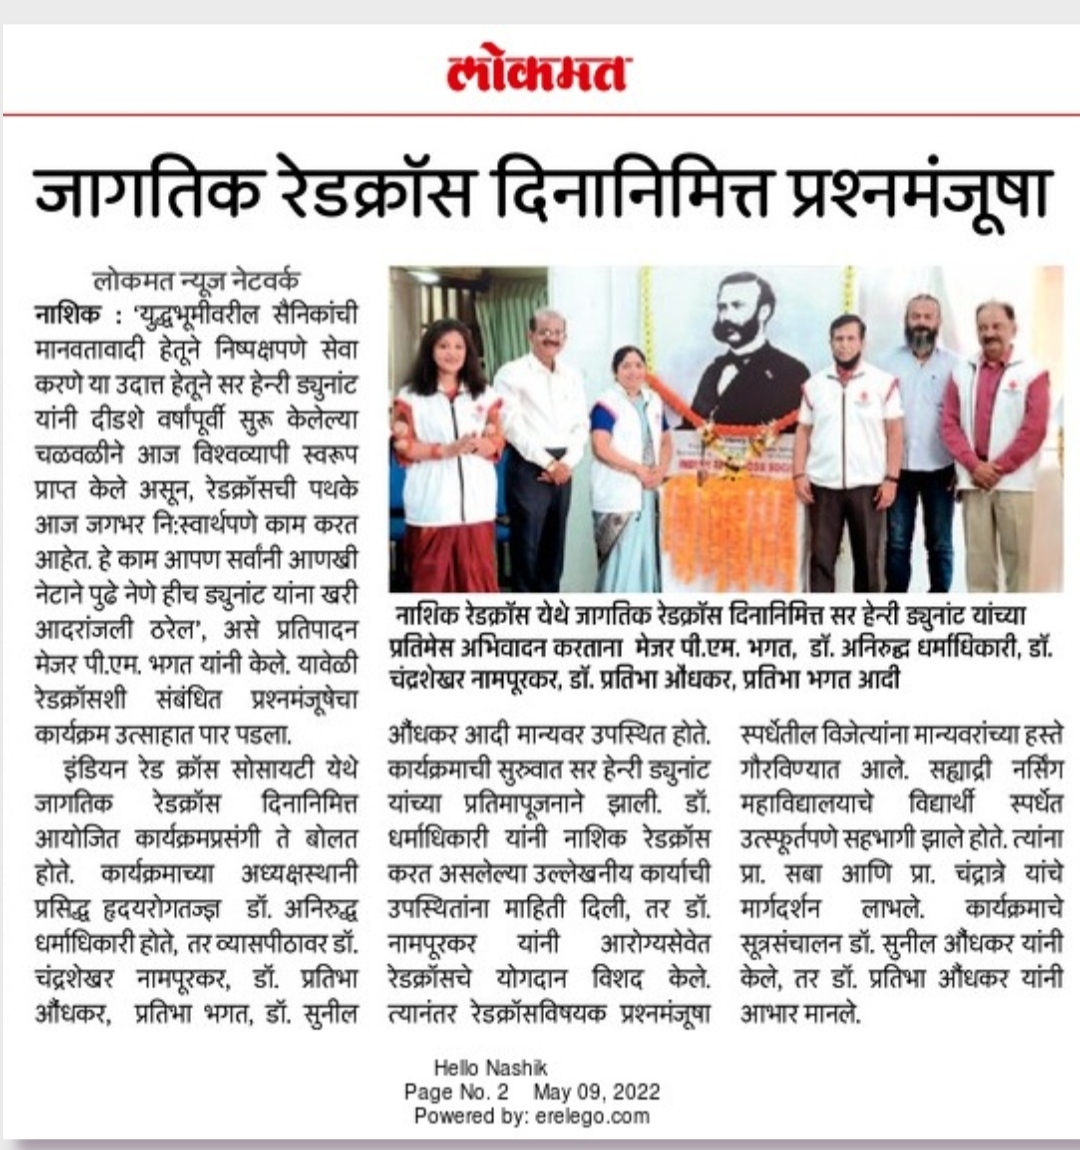 लोकमत
जागतिक रेडक्रॉस दिनानिमित्त प्रश्नमंजूषा
लोकमत न्यूज नेटवर्क
नाशिक : 'युद्धभूमीवरील सैनिकांची
मानवतावादी हेतूने निष्पक्षपणे सेवा
करणे या उदात्त हेतूने सर हेन्री ड्युनांट
यांनी दीडशे वर्षांपूर्वी सुरू केलेल्या
चळवळीने आज विश्वव्यापी स्वरूप
प्राप्त केले असून, रेडक्रॉसची पथके
आज जगभर नि:स्वार्थपणे काम करत
आहेत. हे काम आपण सर्वांनी आणखी
नेटाने पुढे नेणे हीच ड्युनांट यांना खरी
आदरांजली ठरेल', असे प्रतिपादन
मेजर पी.एम. भगत यांनी केले. यावेळी
रेडक्रॉसशी संबंधित प्रश्नमंजूषेचा
कार्यक्रम उत्साहात पार पडला.
इंडियन रेड क्रॉस सोसायटी येथे
जागतिक रेडक्रॉस दिनानिमित्त
आयोजित कार्यक्रमप्रसंगी ते बोलत
होते. कार्यक्रमाच्या अध्यक्षस्थानी
प्रसिद्ध हृदयरोगतज्ज्ञ डॉ. अनिरुद्ध
धर्माधिकारी होते, तर व्यासपीठावर डॉ.
चंद्रशेखर नामपूरकर, डॉ. प्रतिभा
औंधकर, प्रतिभा भगत, डॉ. सुनील
नाशिक रेडक्रॉस येथे जागतिक रेडक्रॉस दिनानिमित्त सर हेन्री ड्युनांट यांच्या
प्रतिमेस अभिवादन करताना मेजर पी.एम. भगत, डॉ. अनिरुद्ध धर्माधिकारी, डॉ.
चंद्रशेखर नामपूरकर, डॉ. प्रतिभा औधकर, प्रतिभा भगत आदी
औंधकर आदी मान्यवर उपस्थित होते.
कार्यक्रमाची सुरुवात सर हेन्री ड्युनांट
यांच्या प्रतिमापूजनाने झाली. डॉ.
धर्माधिकारी यांनी नाशिक रेडक्रॉस
करत असलेल्या उल्लेखनीय कार्याची
उपस्थितांना माहिती दिली, तर डॉ.
नामपूरकर यांनी आरोग्यसेवेत
रेडक्रॉसचे योगदान विशद केले.
त्यानंतर रेडक्रॉसविषयक प्रश्नमंजूषा
स्पर्धेतील विजेत्यांना मान्यवरांच्या हस्ते
गौरविण्यात आले. सह्याद्री नर्सिंग
महाविद्यालयाचे विद्यार्थी स्पर्धेत
उत्स्फूर्तपणे सहभागी झाले होते. त्यांना
प्रा. सबा आणि प्रा. चंद्रात्रे यांचे
मार्गदर्शन लाभले. कार्यक्रमाचे
सूत्रसंचालन डॉ. सुनील औंधकर यांनी
केले, तर डॉ. प्रतिभा औंधकर यांनी
आभार मानले.
Hello Nashik
Page No. 2 May 09, 2022
Powered by: erelego.com